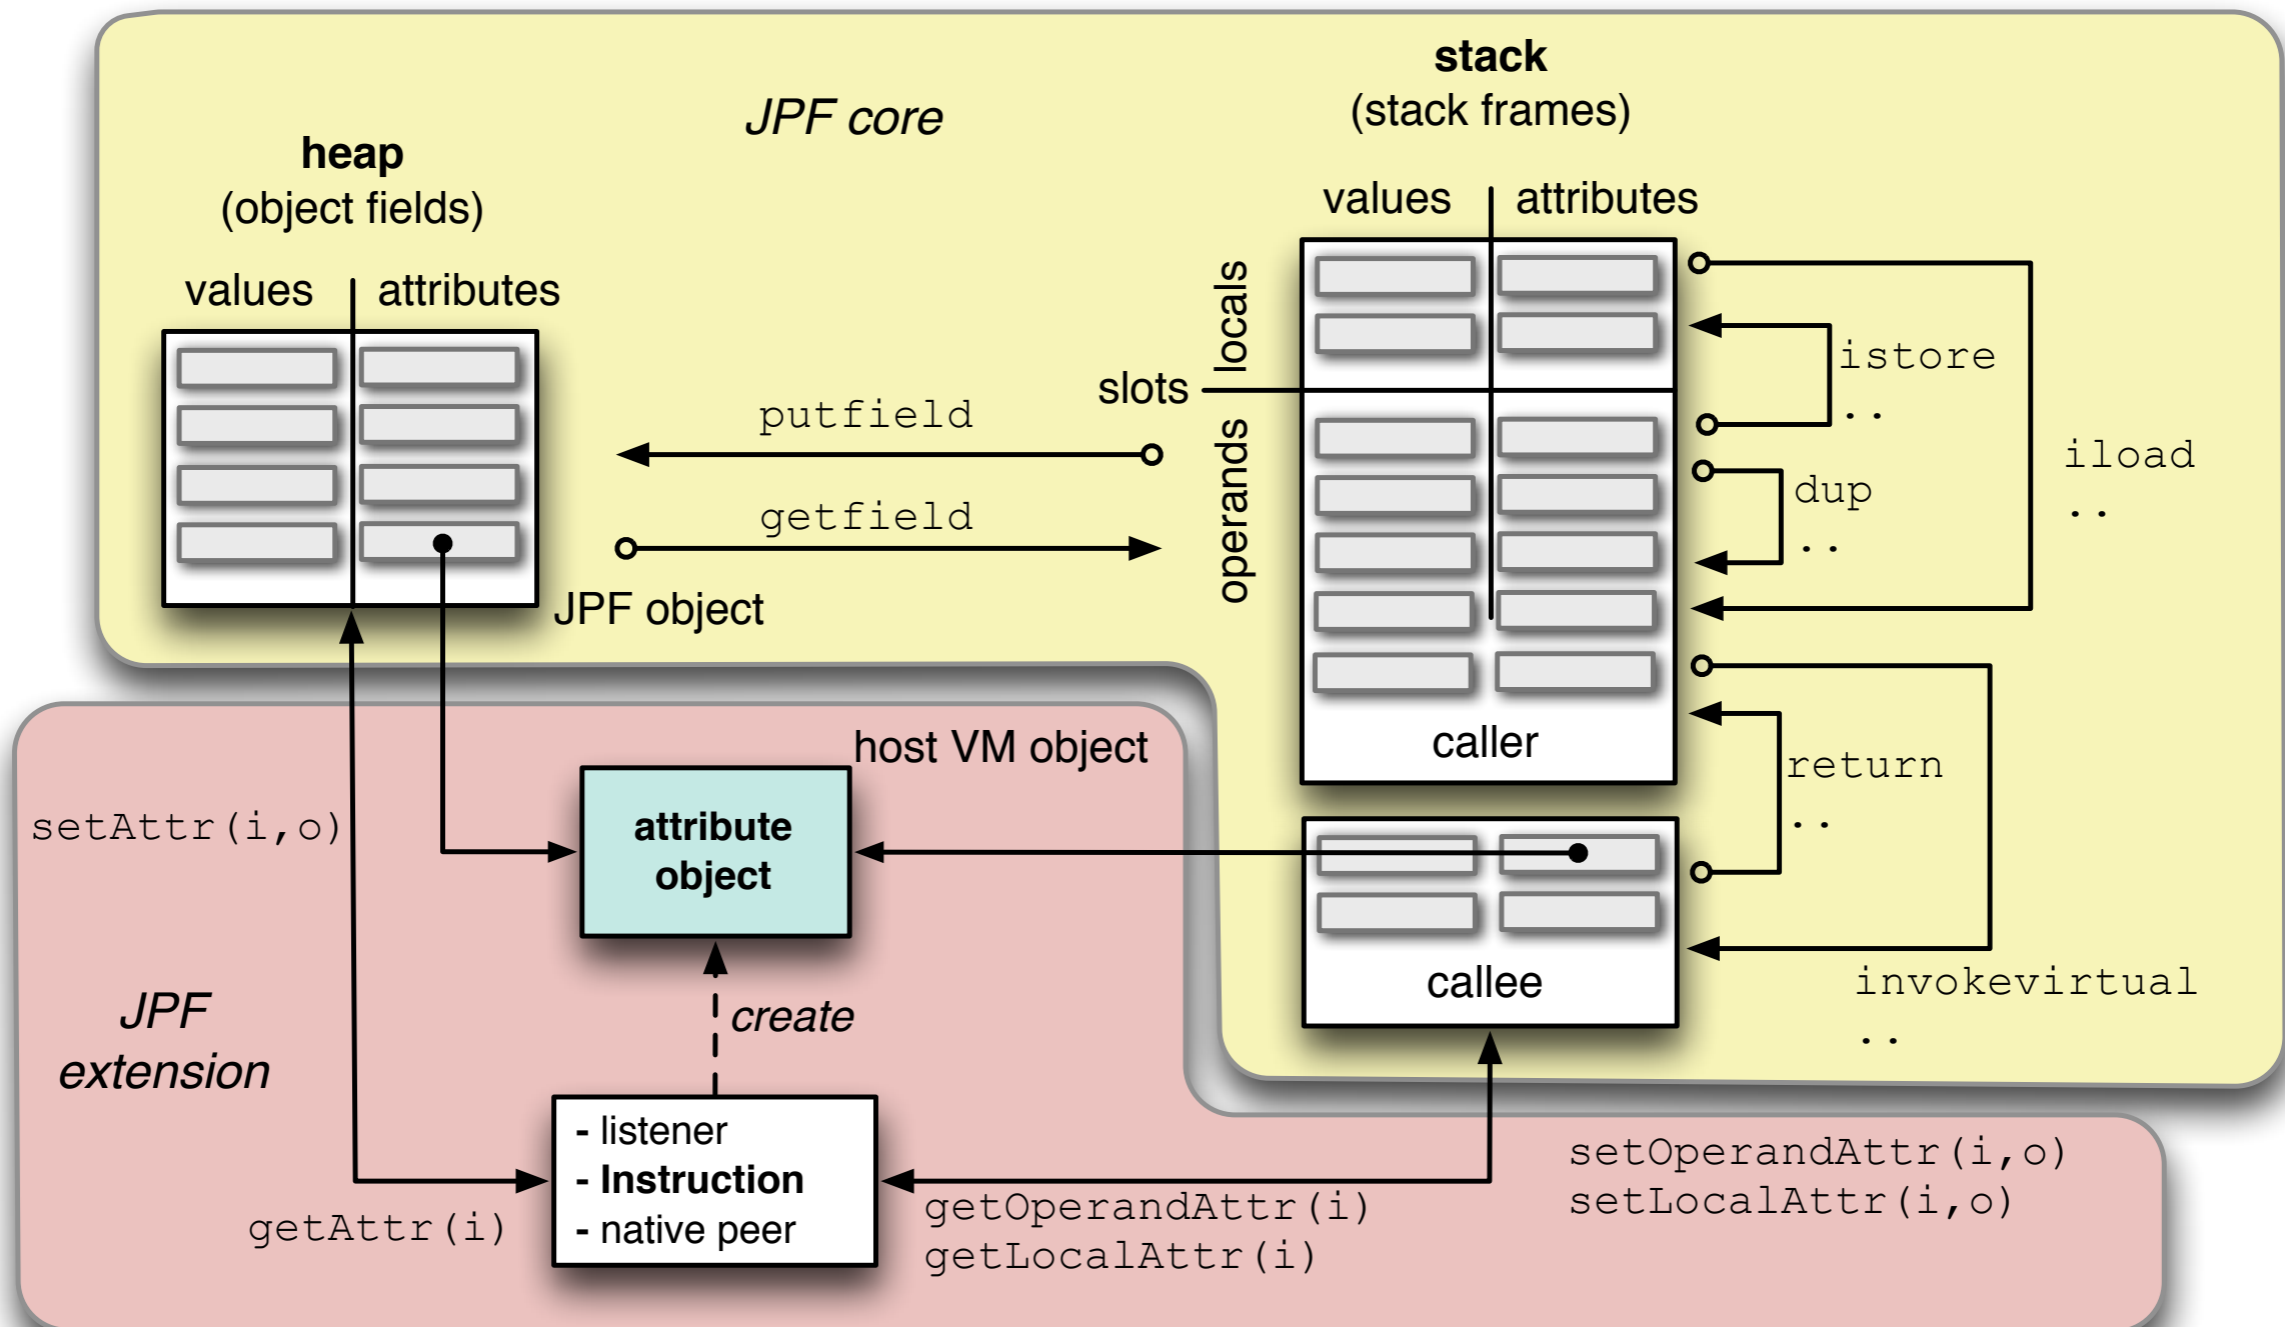 JPF core
heap
(object fields)
values
attributes
JPF object
putfield
getfield
stack
(stack frames)
values
attributes
locals
slots
operands
istore
..
iload
..
dup
..
caller
return
..
callee
invokevirtual
..
host VM object
attribute
object
setAttr(i,o)
create
JPF
extension
- listener
- Instruction
- native peer
getAttr(i)
getOperandAttr(i)
getLocalAttr(i)
setOperandAttr(i,o)
setLocalAttr(i,o)